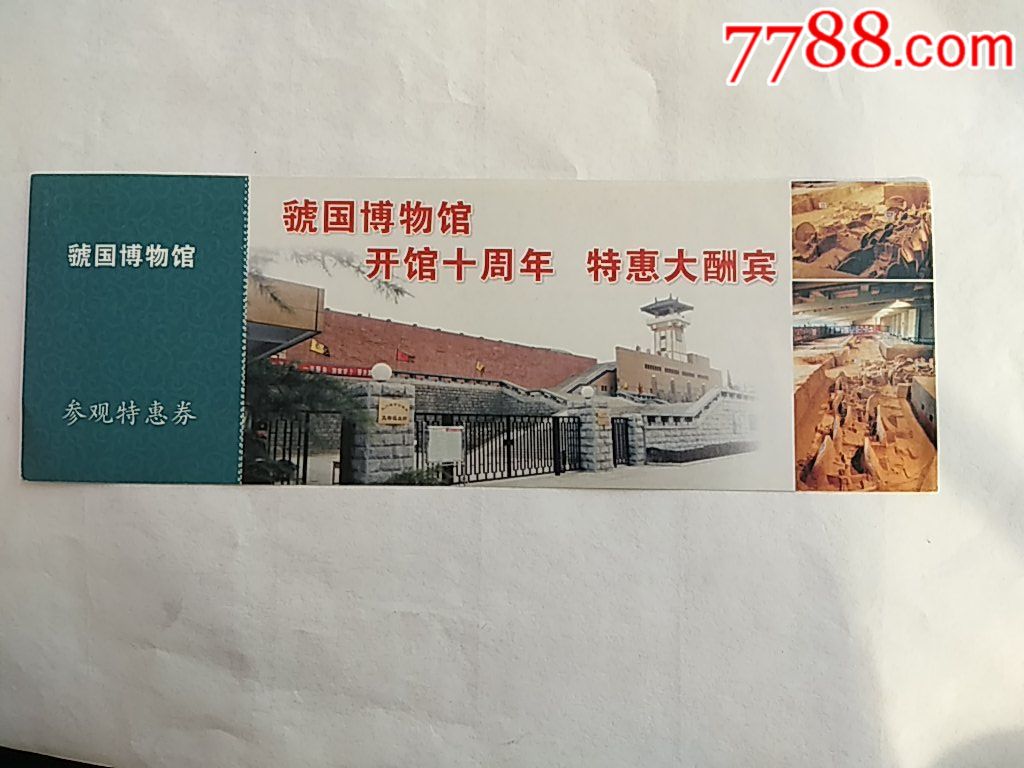 7788.com
虢国博物馆
参观特惠券
虢国博物馆
开馆十周年 特惠大酬宾